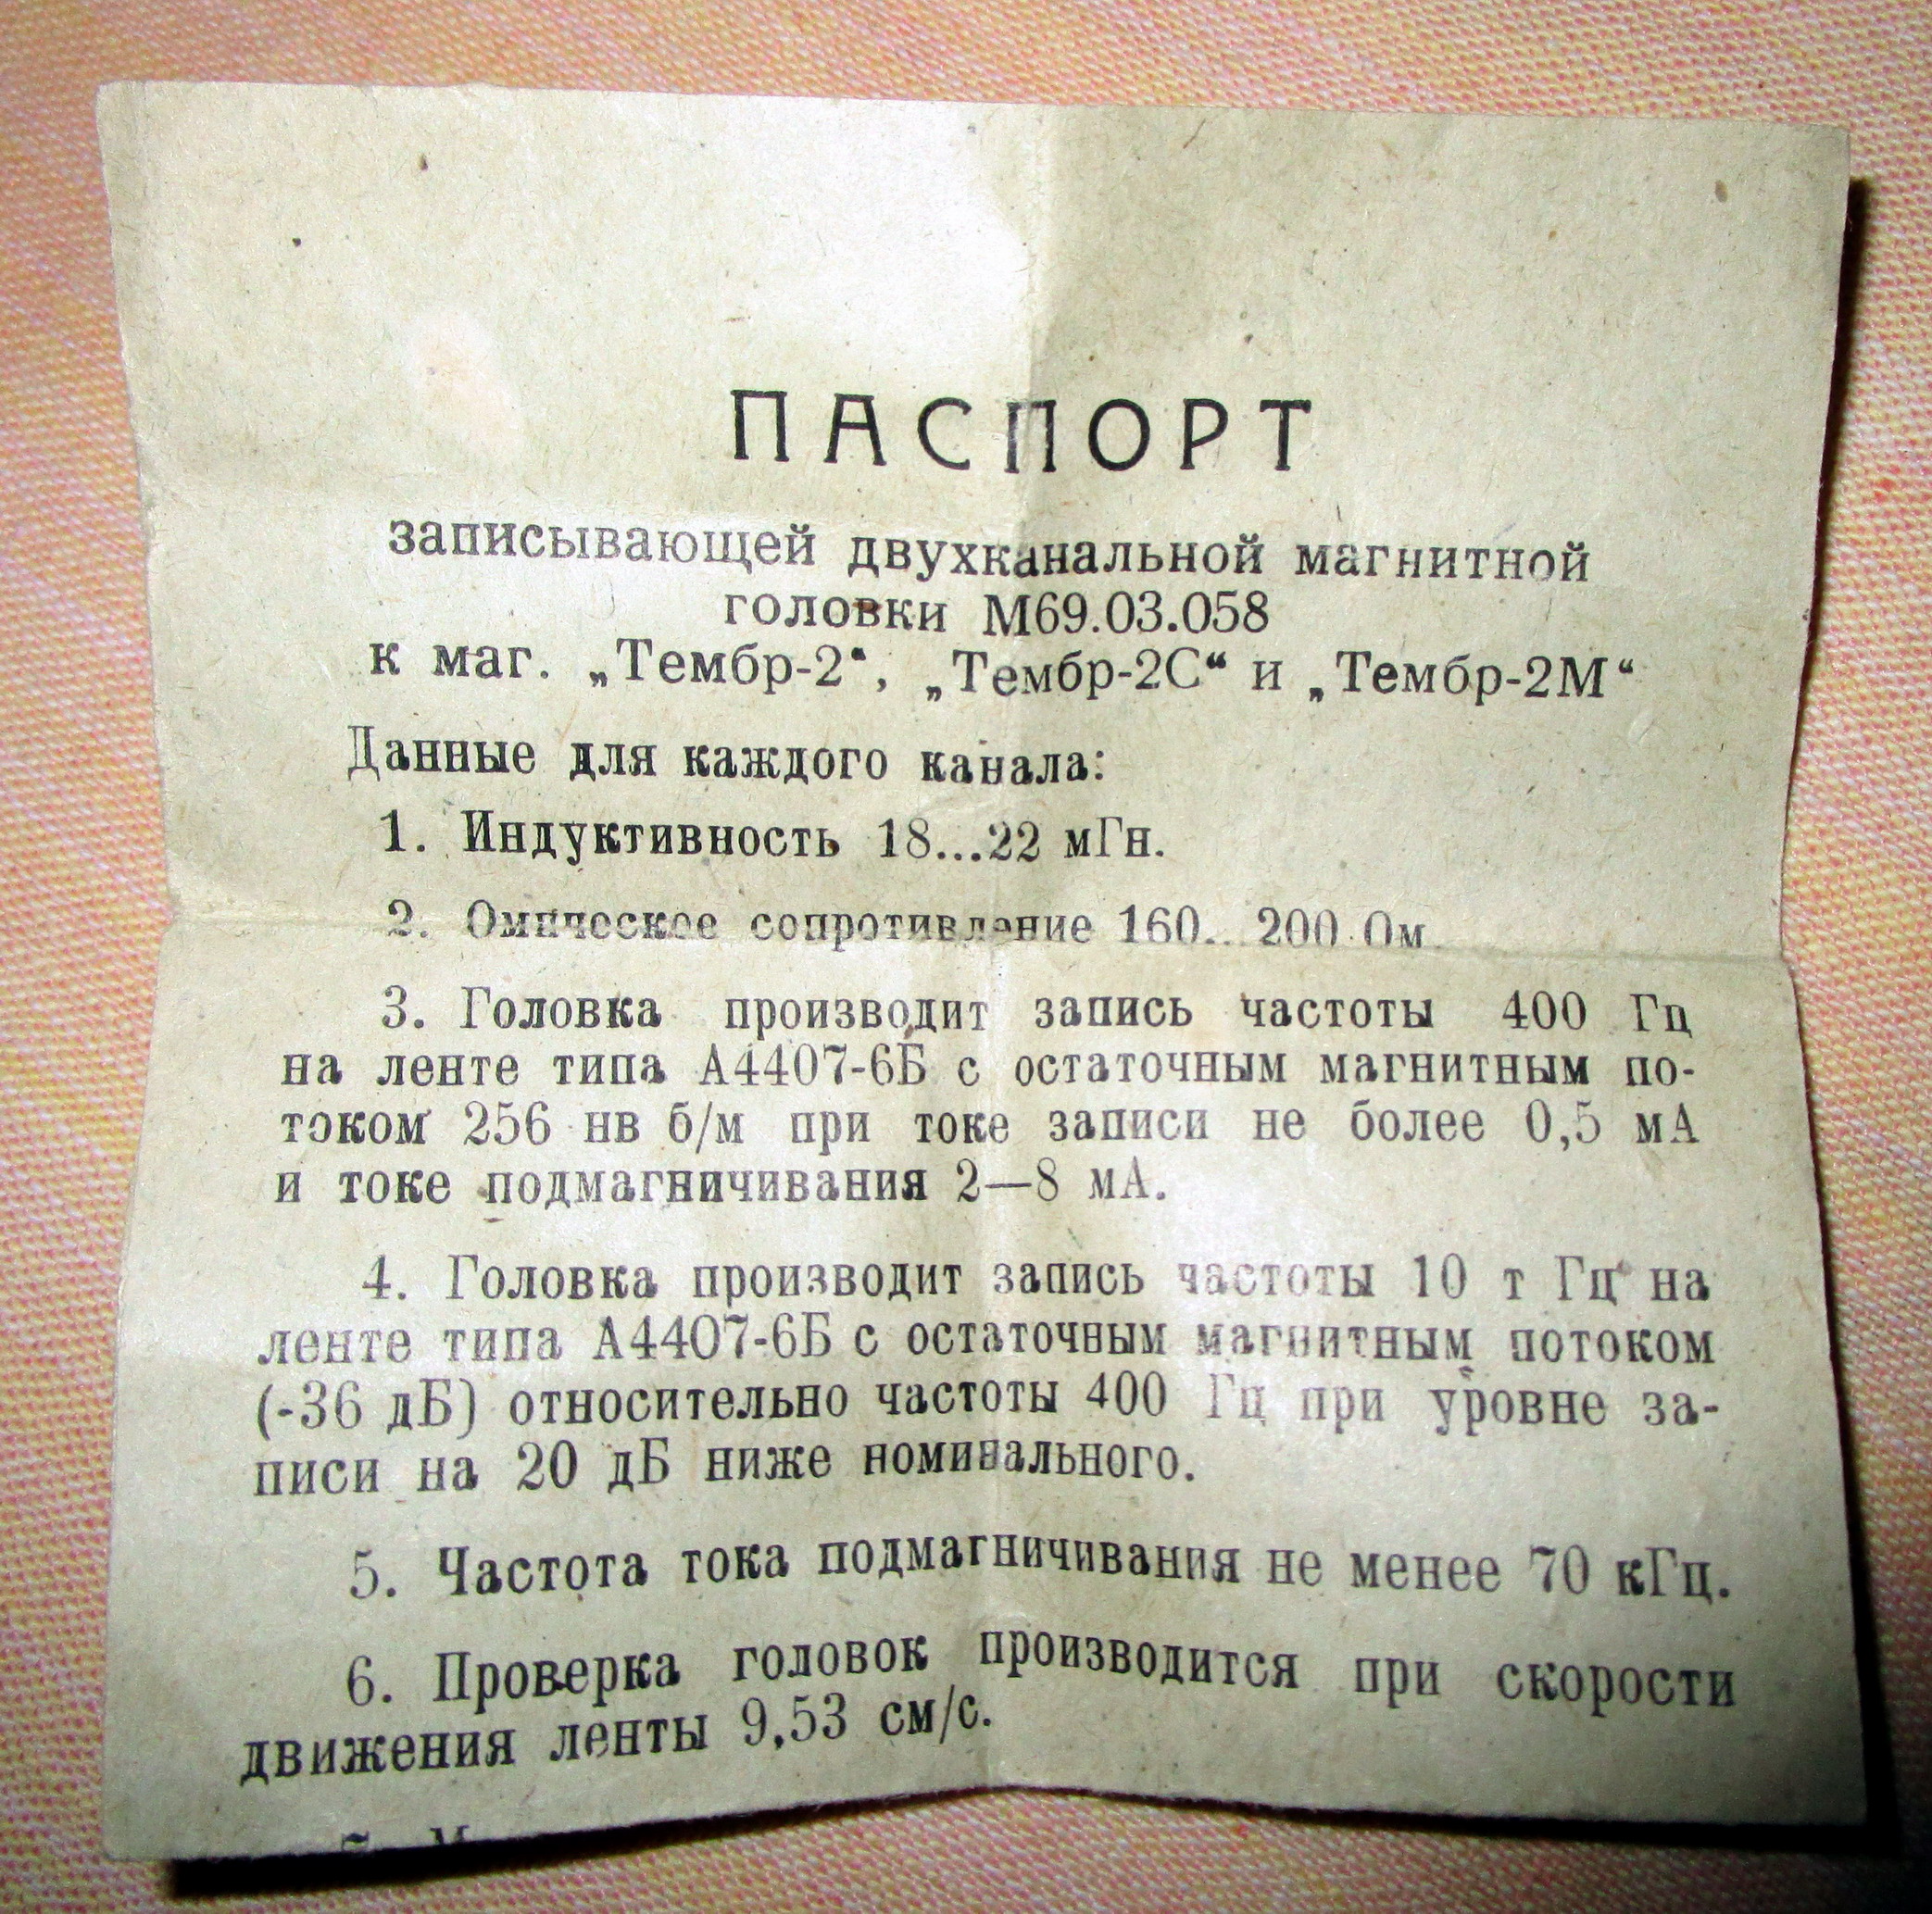 ПАСПОРТ
записывающей двухканальной магнитной
головки М69.03.058
к маг. „Тембр-2“, „Тембр-2С“ и „Тембр-2М“
Данные для каждого канала:
1. Индуктивность 18...22 мГн.
2. Омическое сопротивление 160...200 Ом
3. Головка производит запись частоты 400 Гц
на ленте типа А4407-6Б с остаточным магнитным по-
током 256 нв б/м при токе записи не более 0,5 мА
и токе подмагничивания 2—8 мА.
4. Головка производит запись частоты 10 т Гц на
ленте типа А4407-6Б с остаточным магнитным потоком
(-36 дБ) относительно частоты 400 Гц при уровне за-
писи на 20 дБ ниже номинального.
5. Частота тока подмагничивания не менее 70 кГц.
6. Проверка головок производится при скорости
движения ленты 9,53 см/с.